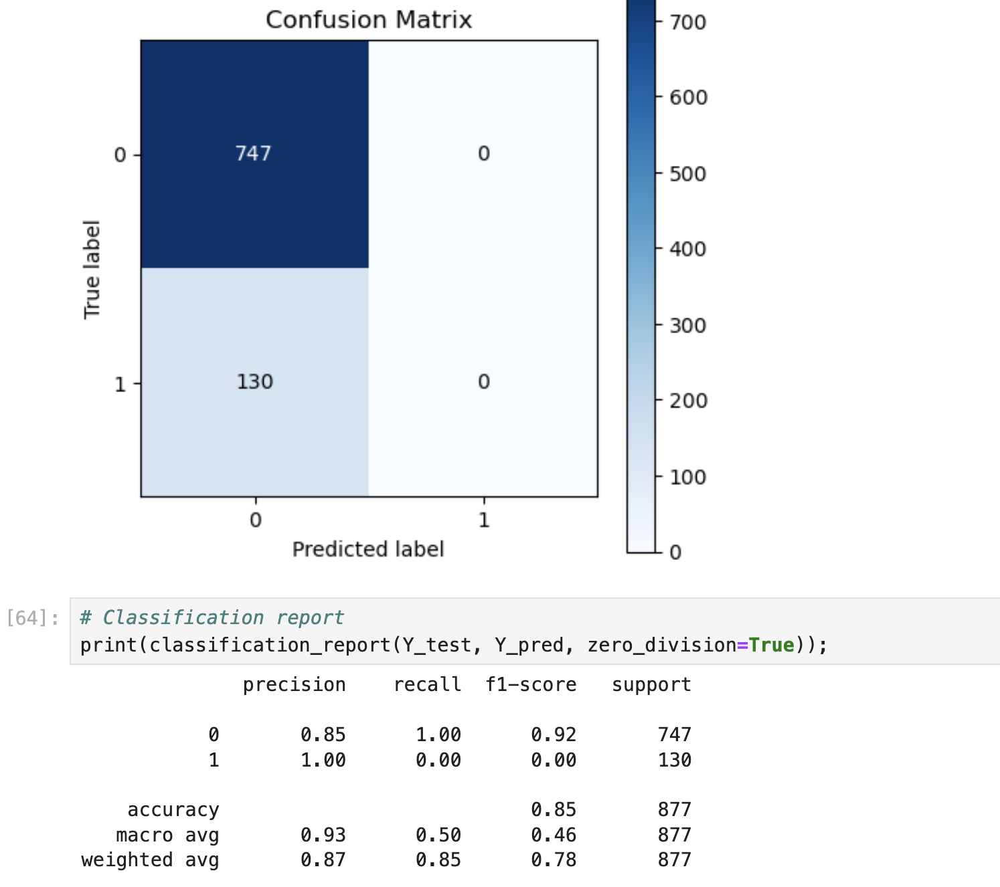 Confusion Matrix
700
600
500
400
300
200
100
0
True label
0
747
0
1
130
0
0
1
Predicted label
[64]:
# Classification report
print(classification_report(Y_test, Y_pred, zero_division=True));
precision recall f1-score support
0 0.85 1.00 0.92 747
1 1.00 0.00 0.00 130
accuracy 0.85 877
macro avg 0.93 0.50 0.46 877
weighted avg 0.87 0.85 0.78 877